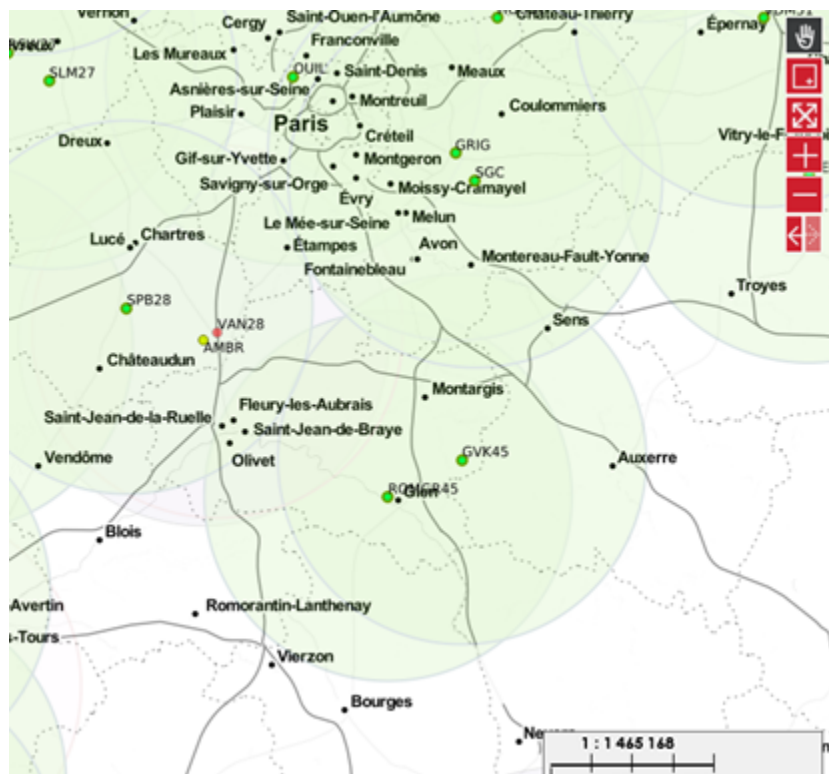 Vernon
Cergy
Saint-Ouen-l'Aumône
Château-Thierry
Épernay
Franconville
Les Mureaux
SLM27
OUIL
Saint-Denis
Meaux
Asnières-sur-Seine
Plaisir
Montreuil
Coulommiers
Paris
Créteil
Dreux
GRIG
Gif-sur-Yvette
Montgeron
SGC
Savigny-sur-Orge
Moissy-Cramayel
Évry
Le Mée-sur-Seine
Melun
Lucé
Chartres
Étampes
Avon
Fontainebleau
Montereau-Fault-Yonne
Troyes
SPB28
VAN28
AMBR
Sens
Châteaudun
Montargis
Saint-Jean-de-la-Ruelle
Fleury-les-Aubrais
Saint-Jean-de-Braye
Olivet
GVK45
Vendôme
Auxerre
ROMGR45
Gien
Blois
-Avertin
Romorantin-Lanthenay
s-Tours
Vierzon
Bourges
1 : 1 465 168